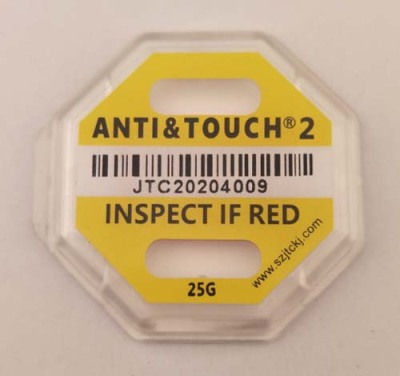 ANTI&TOUCH® 2
JTC20204009
INSPECT IF RED
25G
www.szjtckj.com